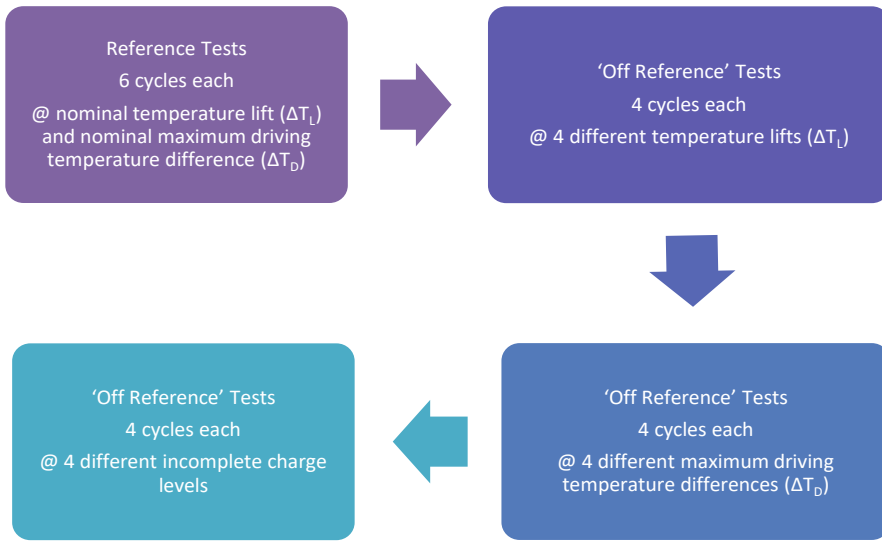 Reference Tests
6 cycles each
@ nominal temperature lift (ΔT_L)
and nominal maximum driving
temperature difference (ΔT_D)
‘Off Reference’ Tests
4 cycles each
@ 4 different temperature lifts (ΔT_L)
‘Off Reference’ Tests
4 cycles each
@ 4 different maximum driving
temperature differences (ΔT_D)
‘Off Reference’ Tests
4 cycles each
@ 4 different incomplete charge
levels